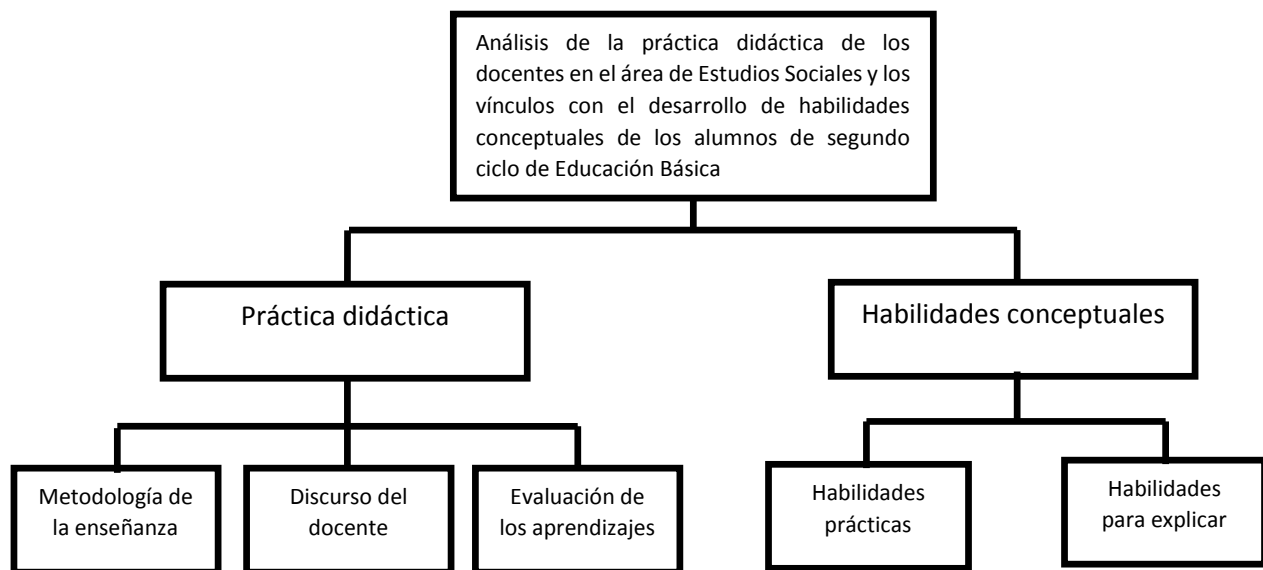 Análisis de la práctica didáctica de los
docentes en el área de Estudios Sociales y los
vínculos con el desarrollo de habilidades
conceptuales de los alumnos de segundo
ciclo de Educación Básica
Práctica didáctica
Habilidades conceptuales
Metodología de
la enseñanza
Discurso del
docente
Evaluación de
los aprendizajes
Habilidades
prácticas
Habilidades
para explicar